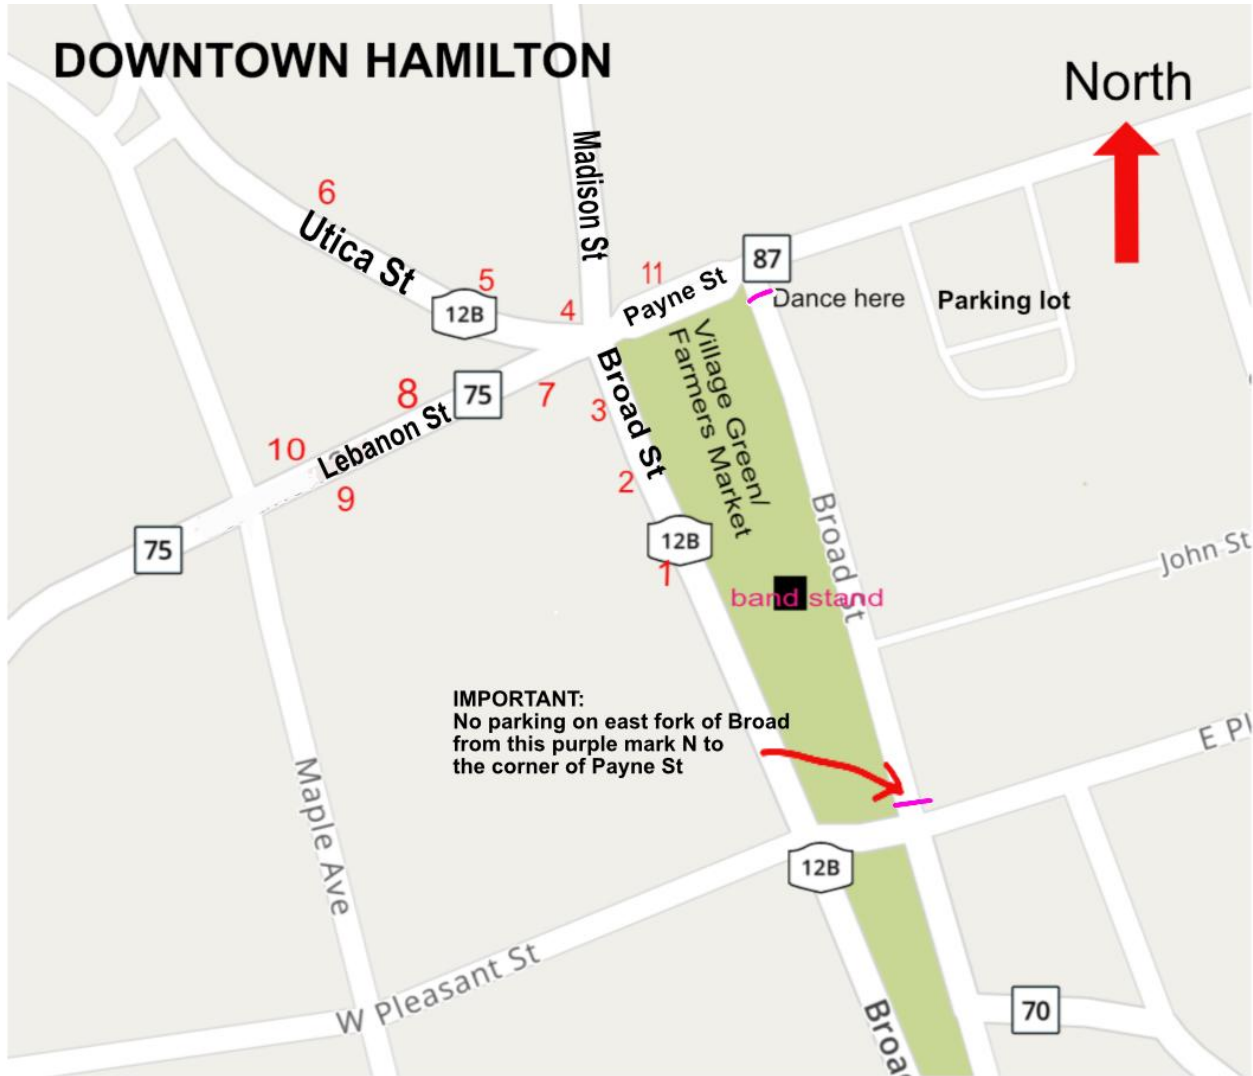 DOWNTOWN HAMILTON
North
Madison St
6
Utica St
5
12B
4
11
Payne St
87
Dance here
Parking lot
Village Green/
Farmers Market
8
75
7
3
Broad St
10
Lebanon St
9
2
12B
1
75
Broad St
John St
band stand
IMPORTANT:
No parking on east fork of Broad
from this purple mark N to
the corner of Payne St
E Pl
Maple Ave
12B
W Pleasant St
70
Broad